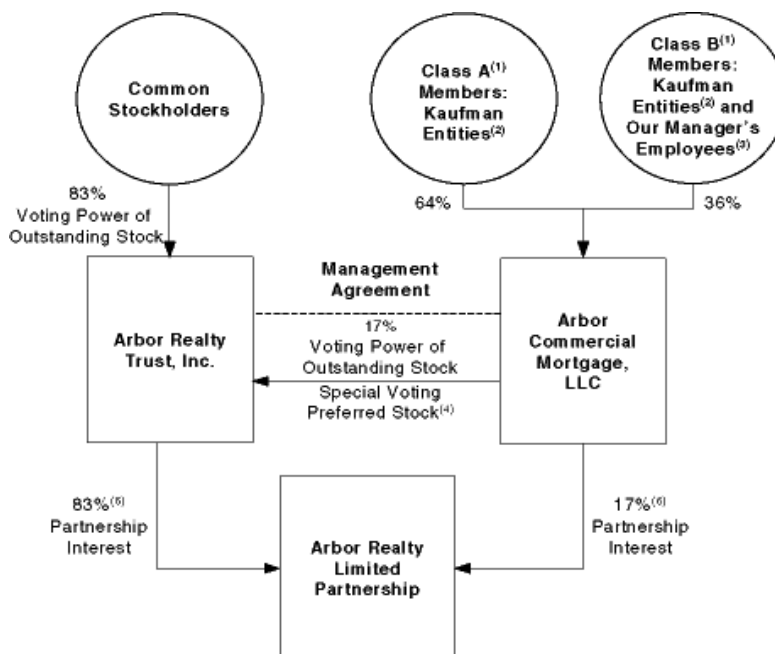 Common
Stockholders
Class A(1)
Members:
Kaufman
Entities(2)
Class B(1)
Members:
Kaufman
Entities(2) and
Our Manager's
Employees(3)
83%
Voting Power of
Outstanding Stock
64%
36%
Management
Agreement
Arbor Realty
Trust, Inc.
17%
Voting Power of
Outstanding Stock
Special Voting
Preferred Stock(4)
Arbor
Commercial
Mortgage,
LLC
83%(5)
Partnership
Interest
17%(6)
Partnership
Interest
Arbor Realty
Limited
Partnership